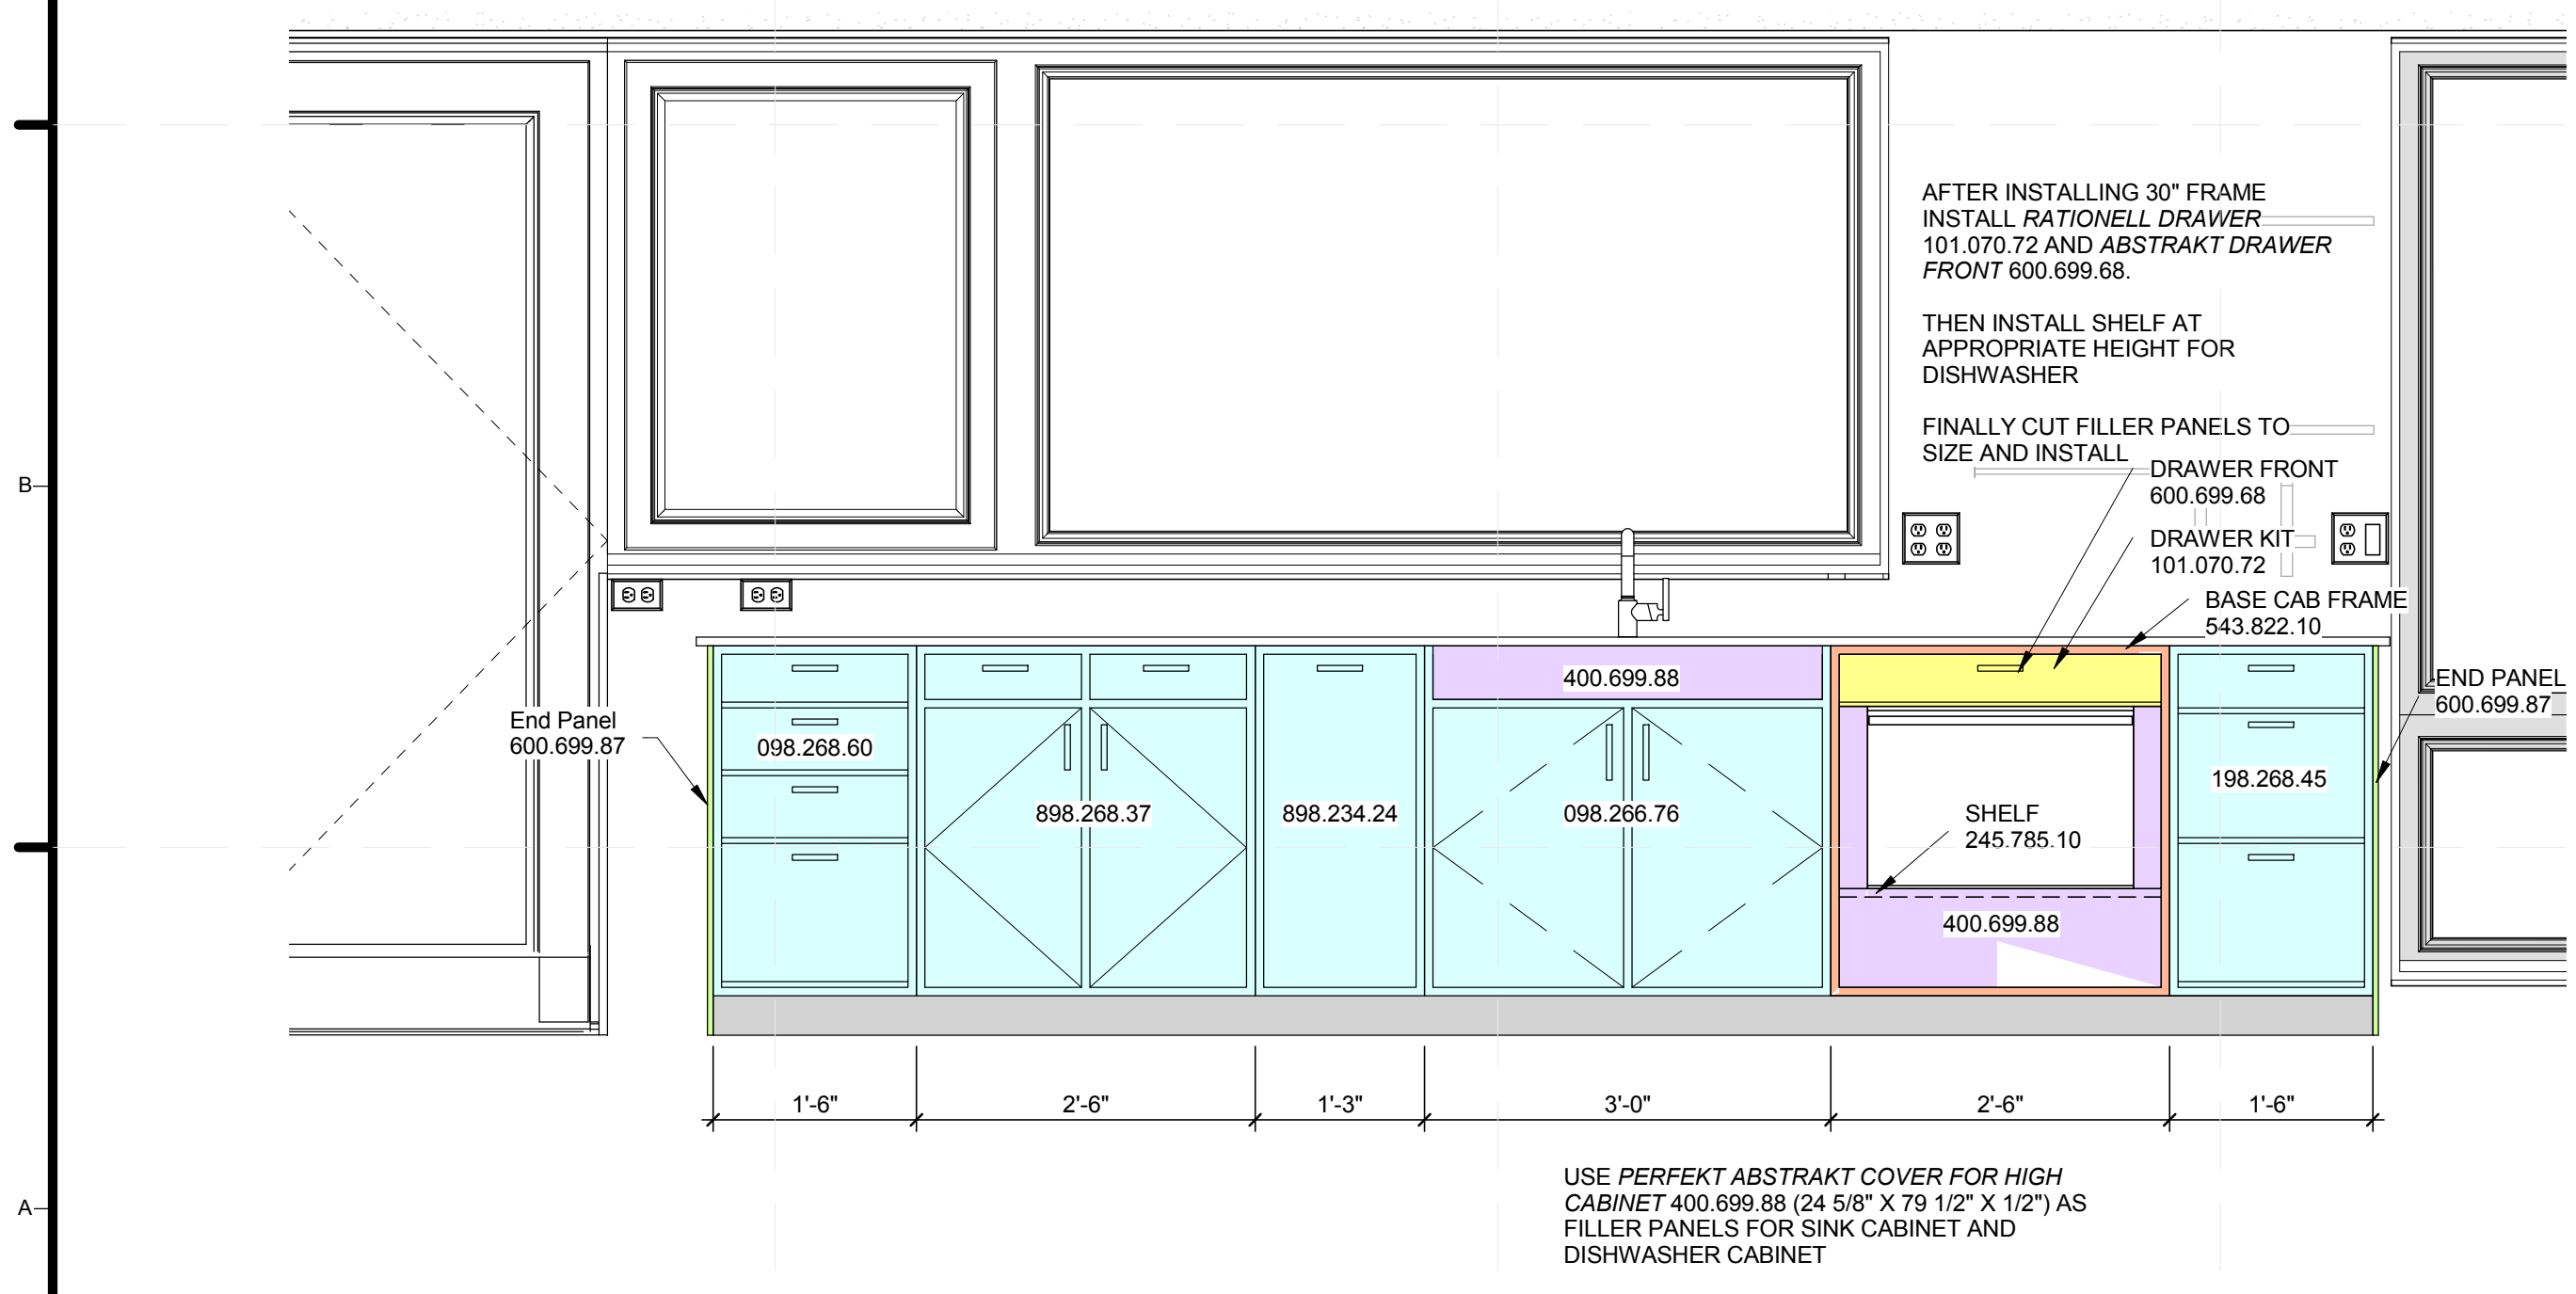 AFTER INSTALLING 30" FRAME
INSTALL RATIONELL DRAWER
101.070.72 AND ABSTRAKT DRAWER
FRONT 600.699.68.
THEN INSTALL SHELF AT
APPROPRIATE HEIGHT FOR
DISHWASHER
FINALLY CUT FILLER PANELS TO
SIZE AND INSTALL
DRAWER FRONT
600.699.68
B
DRAWER KIT
101.070.72
BASE CAB FRAME
543.822.10
END PANEL
600.699.87
End Panel
600.699.87
098.268.60
898.268.37
898.234.24
400.699.88
098.266.76
SHELF
245.785.10
400.699.88
198.268.45
1'-6"
2'-6"
1'-3"
3'-0"
2'-6"
1'-6"
A
USE PERFEKT ABSTRAKT COVER FOR HIGH
CABINET 400.699.88 (24 5/8" X 79 1/2" X 1/2") AS
FILLER PANELS FOR SINK CABINET AND
DISHWASHER CABINET